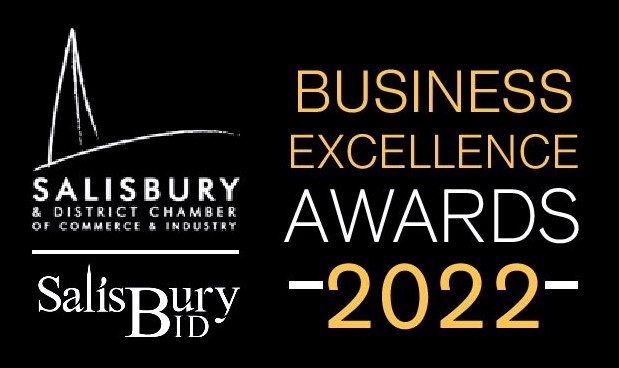 SALISBURY
& DISTRICT CHAMBER
OF COMMERCE & INDUSTRY
SalisBury
BID
BUSINESS
EXCELLENCE
AWARDS
-2022-